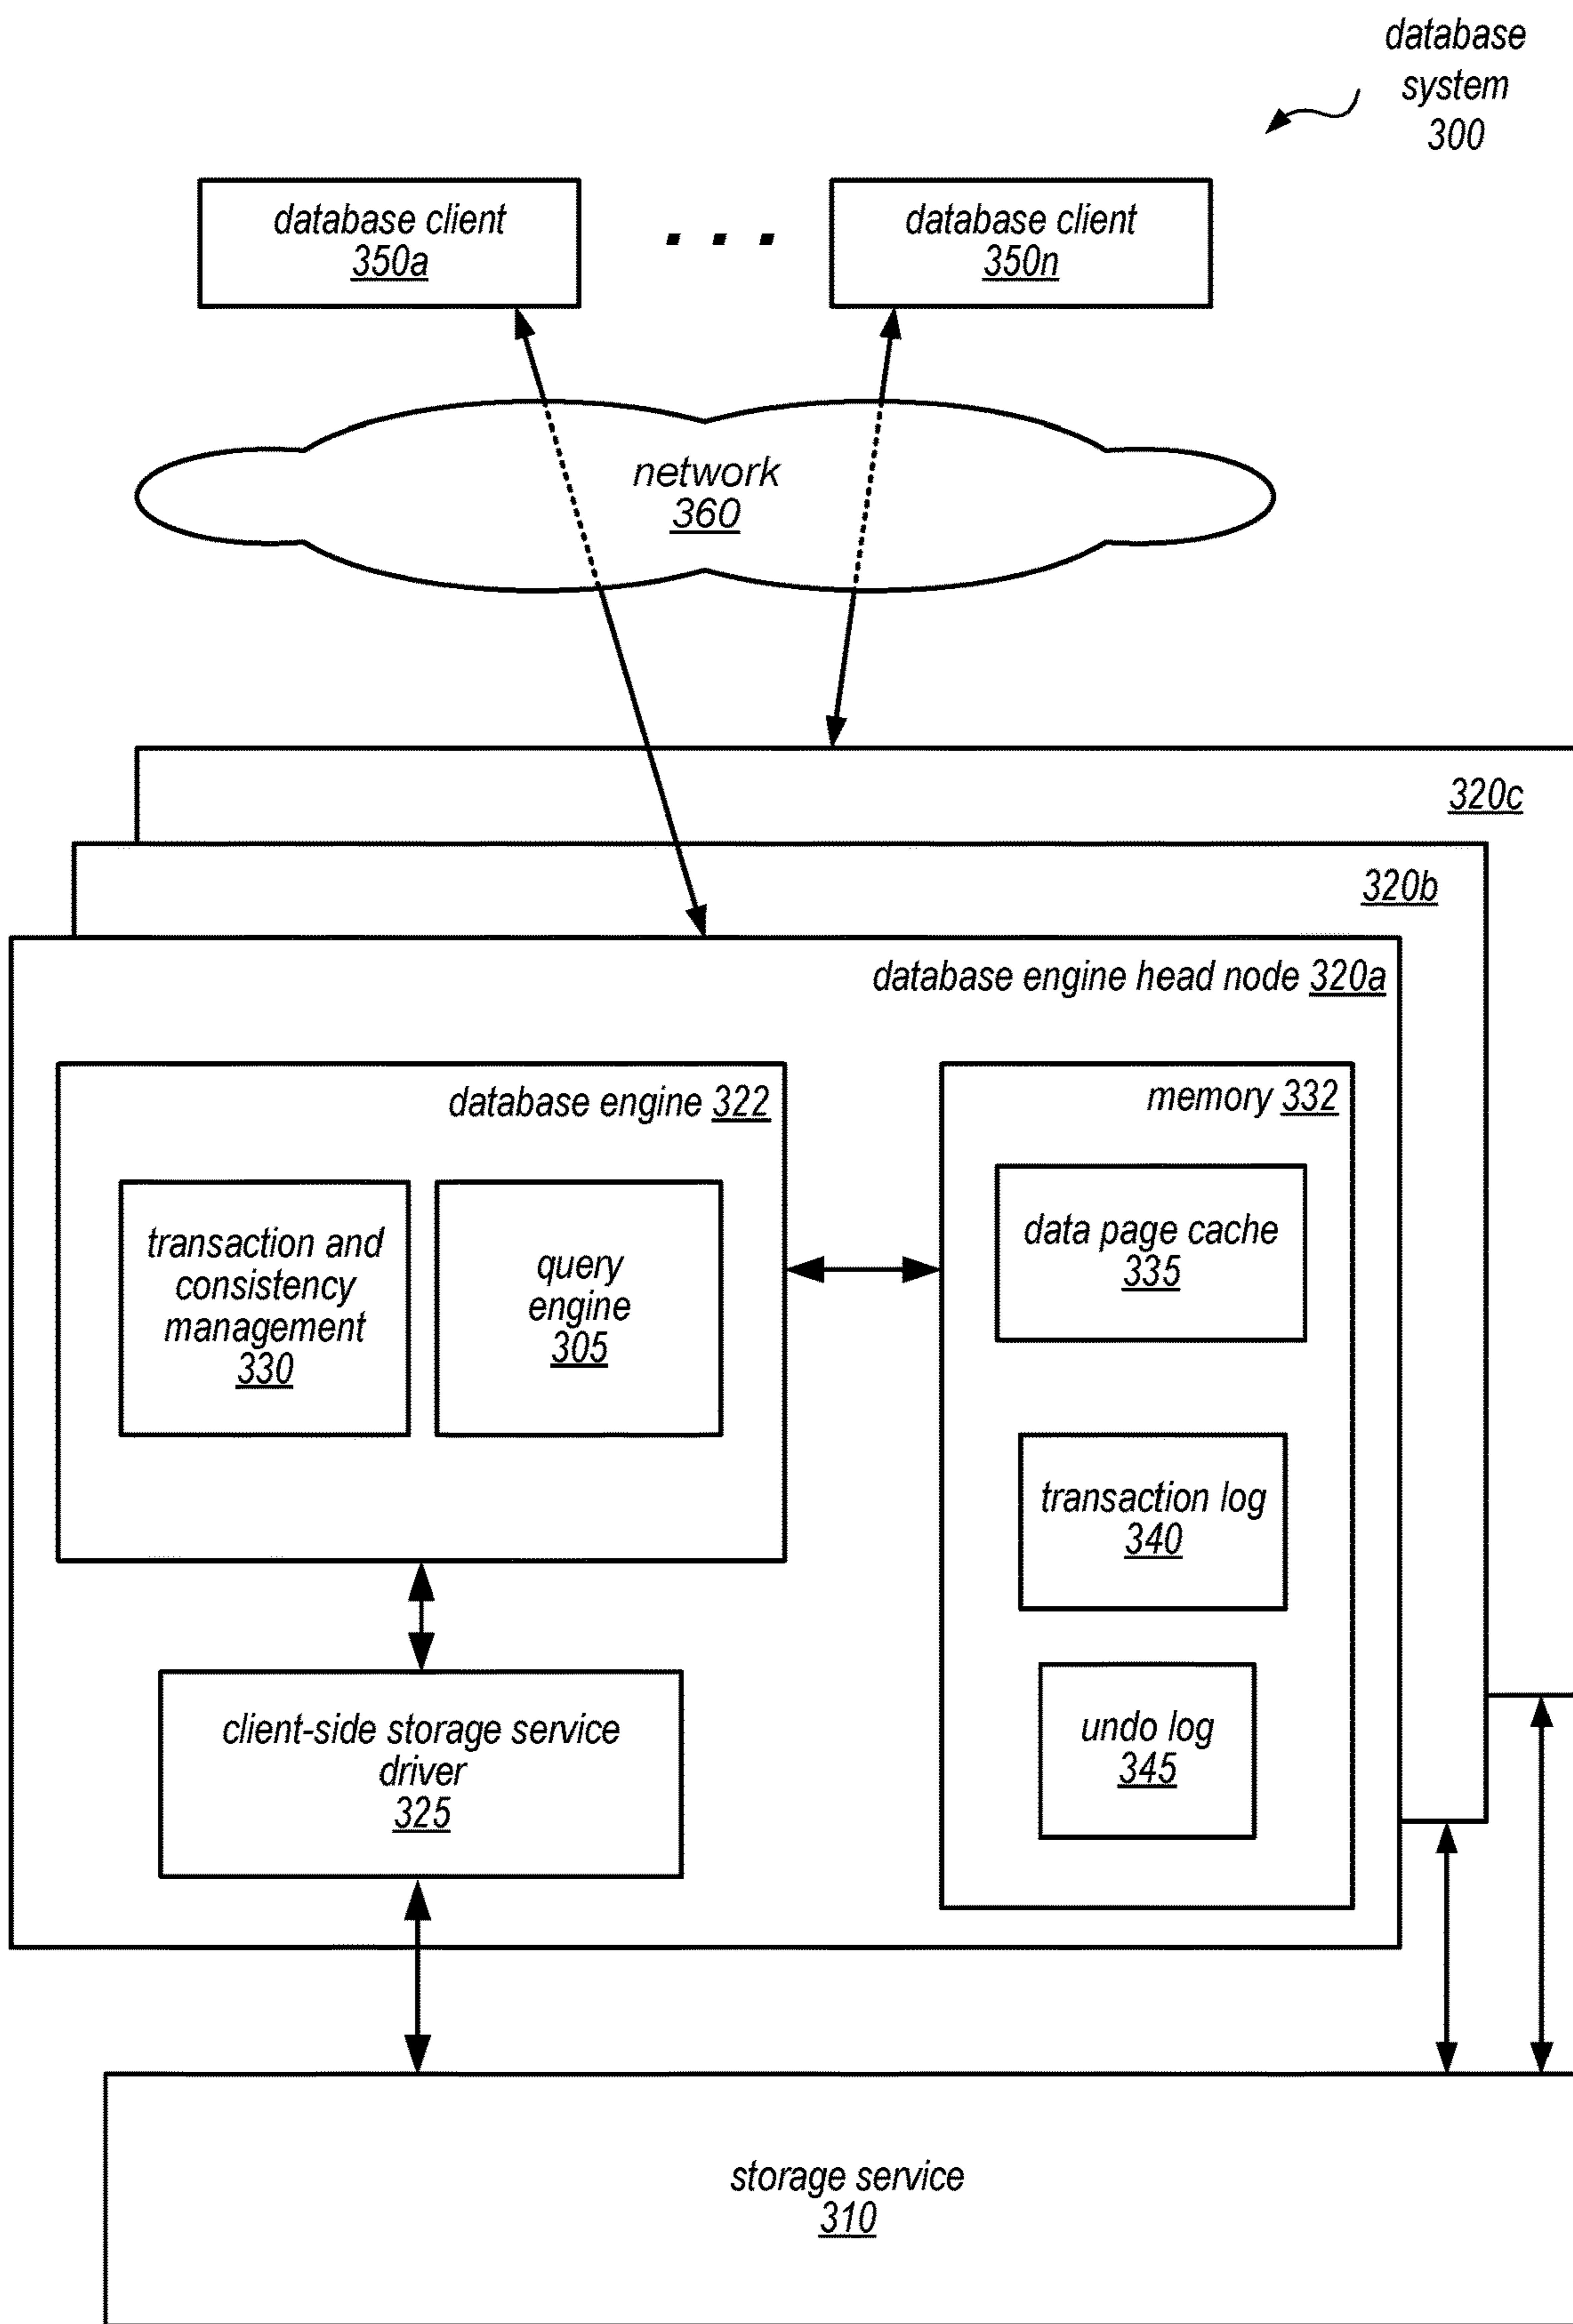 database
system
300
database client
350a
. . .
database client
350n
network
360
320c
320b
database engine head node 320a
database engine 322
memory 332
transaction and
consistency
management
330
query
engine
305
data page cache
335
transaction log
340
undo log
345
client-side storage service
driver
325
storage service
310